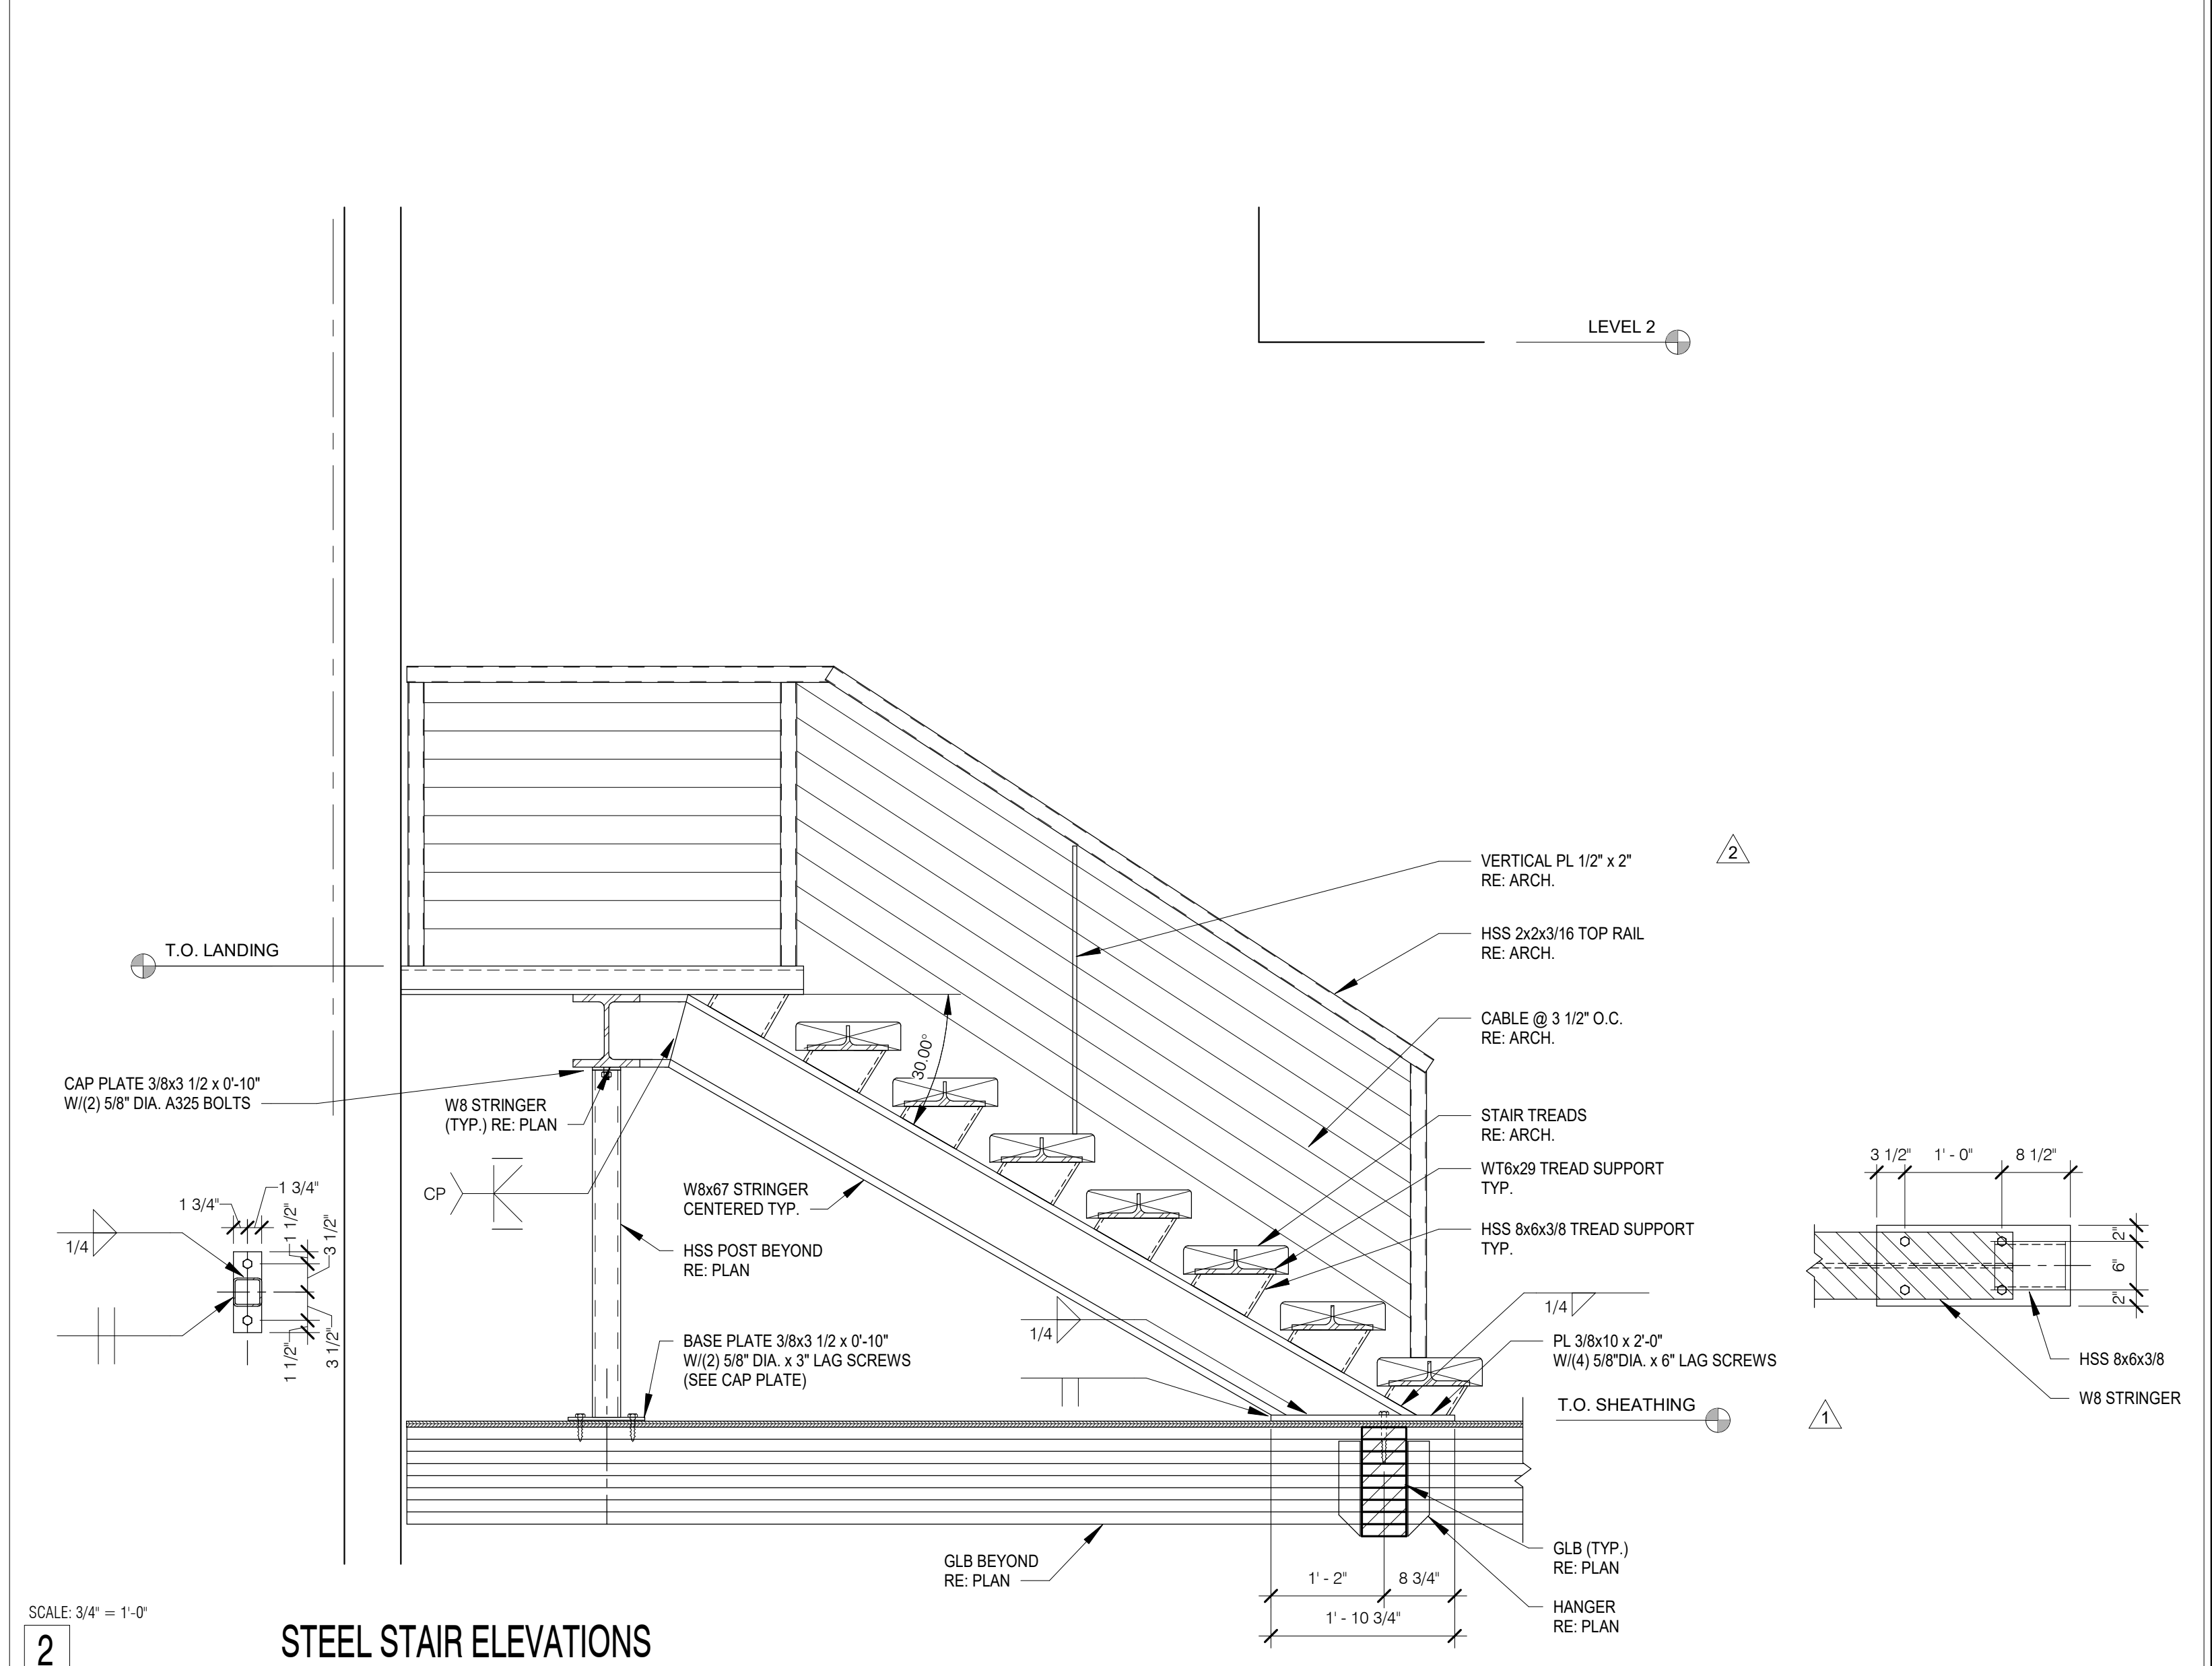 LEVEL 2
2
VERTICAL PL 1/2" x 2"
RE: ARCH.
HSS 2x2x3/16 TOP RAIL
RE: ARCH.
T.O. LANDING
CABLE @ 3 1/2" O.C.
RE: ARCH.
30.00°
CAP PLATE 3/8x3 1/2 x 0'-10"
W/(2) 5/8" DIA. A325 BOLTS
W8 STRINGER
(TYP.) RE: PLAN
STAIR TREADS
RE: ARCH.
WT6x29 TREAD SUPPORT
TYP.
HSS 8x6x3/8 TREAD SUPPORT
TYP.
3 1/2"
1' - 0"
8 1/2"
2"
6"
2"
HSS 8x6x3/8
W8 STRINGER
CP
W8x67 STRINGER
CENTERED TYP.
HSS POST BEYOND
RE: PLAN
1 3/4"
1 3/4"
1 1/2"
3 1/2"
1/4
1 1/2"
3 1/2"
BASE PLATE 3/8x3 1/2 x 0'-10"
W/(2) 5/8" DIA. x 3" LAG SCREWS
(SEE CAP PLATE)
1/4
1/4
PL 3/8x10 x 2'-0"
W/(4) 5/8"DIA. x 6" LAG SCREWS
T.O. SHEATHING
1
GLB BEYOND
RE: PLAN
GLB (TYP.)
RE: PLAN
HANGER
RE: PLAN
1' - 2"
8 3/4"
1' - 10 3/4"
SCALE: 3/4" = 1'-0"
2
STEEL STAIR ELEVATIONS